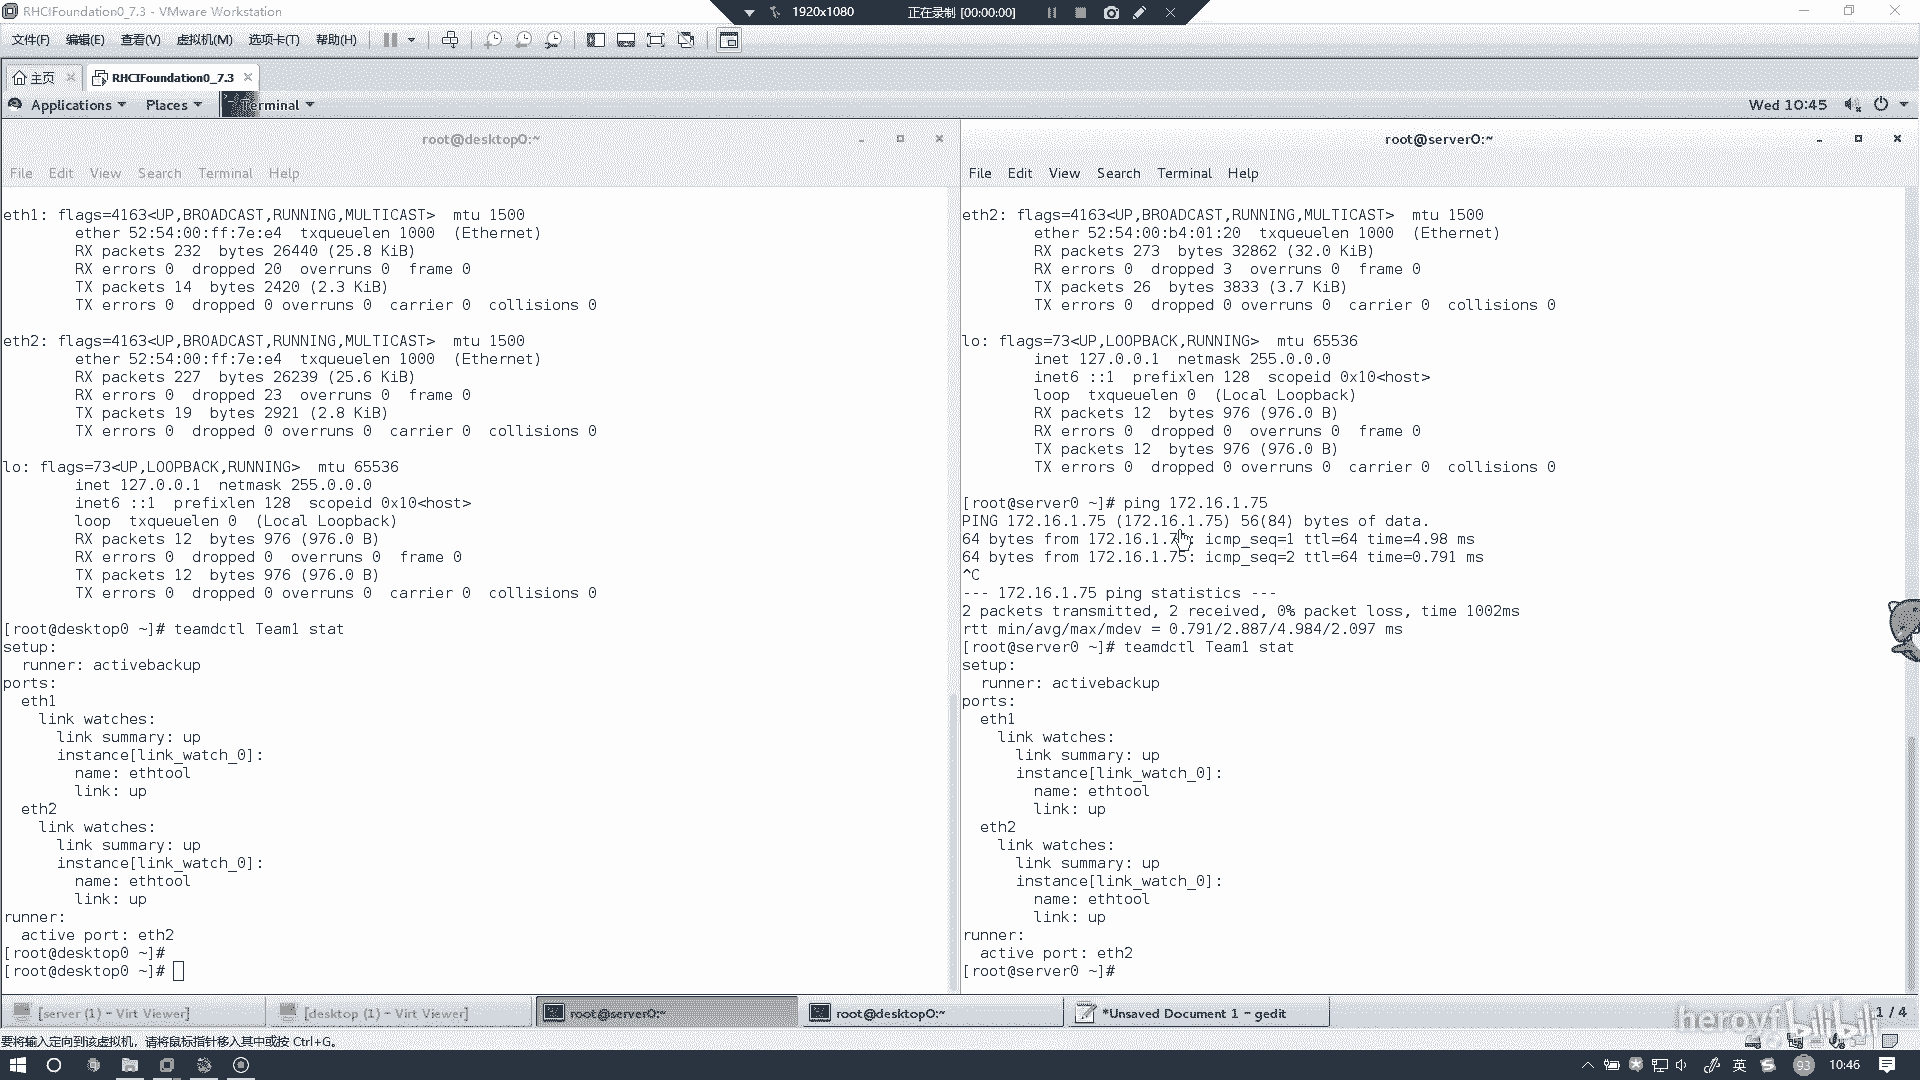 RHCIFoundation0_7.3 - VMware Workstation
1920x1080
正在录制 [00:00:00]
文件(F) 编辑(E) 查看(V) 虚拟机(M) 选项卡(T) 帮助(H)
主页
RHCIFoundation0_7.3
Applications Places Terminal
Wed 10:45
root@desktop0:~
File Edit View Search Terminal Help
eth1: flags=4163<UP,BROADCAST,RUNNING,MULTICAST>  mtu 1500
ether 52:54:00:ff:7e:e4  txqueuelen 1000  (Ethernet)
RX packets 232  bytes 26440 (25.8 KiB)
RX errors 0  dropped 20  overruns 0  frame 0
TX packets 14  bytes 2420 (2.3 KiB)
TX errors 0  dropped 0 overruns 0  carrier 0  collisions 0
eth2: flags=4163<UP,BROADCAST,RUNNING,MULTICAST>  mtu 1500
ether 52:54:00:ff:7e:e4  txqueuelen 1000  (Ethernet)
RX packets 227  bytes 26239 (25.6 KiB)
RX errors 0  dropped 23  overruns 0  frame 0
TX packets 19  bytes 2921 (2.8 KiB)
TX errors 0  dropped 0 overruns 0  carrier 0  collisions 0
lo: flags=73<UP,LOOPBACK,RUNNING>  mtu 65536
inet 127.0.0.1  netmask 255.0.0.0
inet6 ::1  prefixlen 128  scopeid 0x10<host>
loop  txqueuelen 0  (Local Loopback)
RX packets 12  bytes 976 (976.0 B)
RX errors 0  dropped 0  overruns 0  frame 0
TX packets 12  bytes 976 (976.0 B)
TX errors 0  dropped 0 overruns 0  carrier 0  collisions 0
[root@desktop0 ~]# teamdctl Team1 stat
setup:
runner: activebackup
ports:
eth1
link watches:
link summary: up
instance[link_watch_0]:
name: ethtool
link: up
eth2
link watches:
link summary: up
instance[link_watch_0]:
name: ethtool
link: up
runner:
active port: eth2
[root@desktop0 ~]#
[root@desktop0 ~]#
root@server0:~
File Edit View Search Terminal Help
eth2: flags=4163<UP,BROADCAST,RUNNING,MULTICAST>  mtu 1500
ether 52:54:00:b4:01:20  txqueuelen 1000  (Ethernet)
RX packets 273  bytes 32862 (32.0 KiB)
RX errors 0  dropped 3  overruns 0  frame 0
TX packets 26  bytes 3833 (3.7 KiB)
TX errors 0  dropped 0 overruns 0  carrier 0  collisions 0
lo: flags=73<UP,LOOPBACK,RUNNING>  mtu 65536
inet 127.0.0.1  netmask 255.0.0.0
inet6 ::1  prefixlen 128  scopeid 0x10<host>
loop  txqueuelen 0  (Local Loopback)
RX packets 12  bytes 976 (976.0 B)
RX errors 0  dropped 0  overruns 0  frame 0
TX packets 12  bytes 976 (976.0 B)
TX errors 0  dropped 0 overruns 0  carrier 0  collisions 0
[root@server0 ~]# ping 172.16.1.75
PING 172.16.1.75 (172.16.1.75) 56(84) bytes of data.
64 bytes from 172.16.1.75: icmp_seq=1 ttl=64 time=4.98 ms
64 bytes from 172.16.1.75: icmp_seq=2 ttl=64 time=0.791 ms
^C
--- 172.16.1.75 ping statistics ---
2 packets transmitted, 2 received, 0% packet loss, time 1002ms
rtt min/avg/max/mdev = 0.791/2.887/4.984/2.097 ms
[root@server0 ~]# teamdctl Team1 stat
setup:
runner: activebackup
ports:
eth1
link watches:
link summary: up
instance[link_watch_0]:
name: ethtool
link: up
eth2
link watches:
link summary: up
instance[link_watch_0]:
name: ethtool
link: up
runner:
active port: eth2
[root@server0 ~]#
[server (1) - Virt Viewer]
[desktop (1) - Virt Viewer]
root@server0:~
root@desktop0:~
*Unsaved Document 1 - gedit
1 / 4
bilibili
要将输入定向到该虚拟机，请将鼠标指针移入其中或按 Ctrl+G。
英
93
10:46